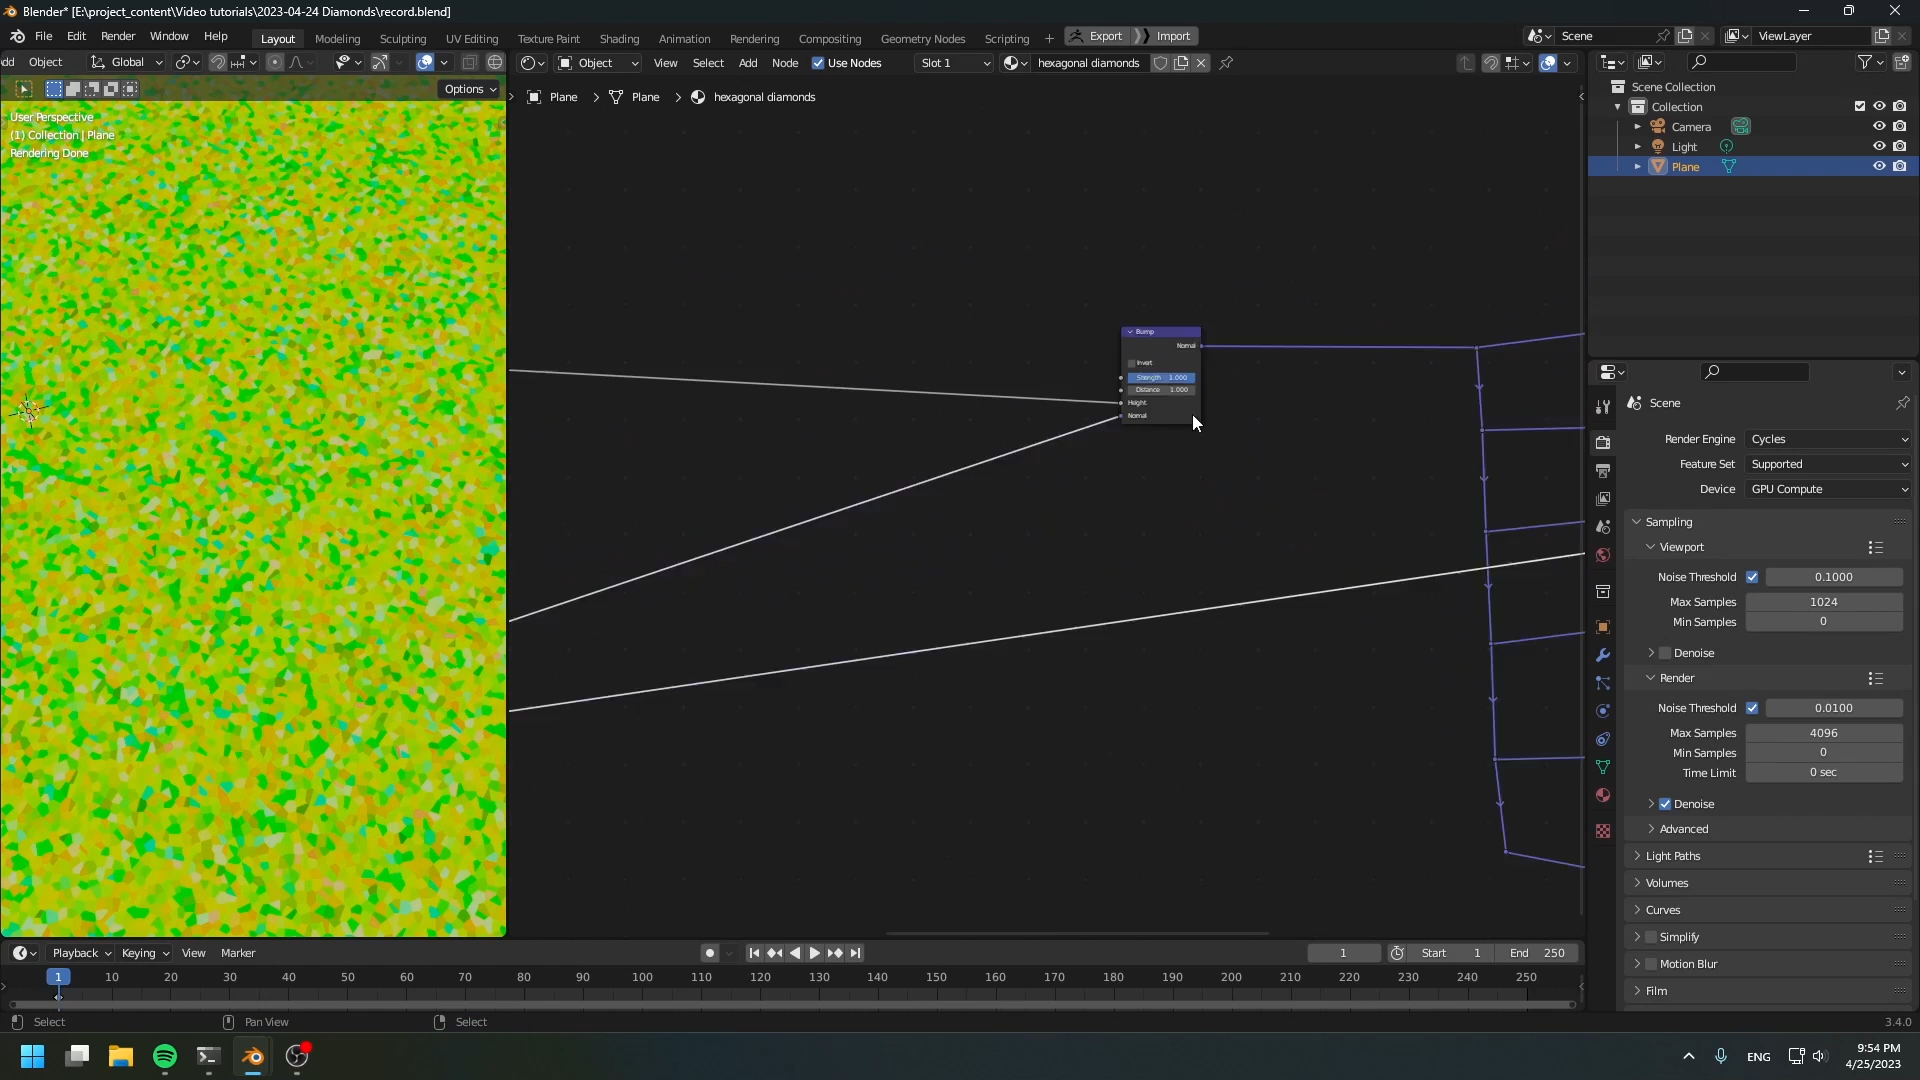 Blender* [E:\project_content\Video tutorials\2023-04-24 Diamonds\record.blend]
File Edit Render Window Help Layout Modeling Sculpting UV Editing Texture Paint Shading Animation Rendering Compositing Geometry Nodes Scripting + Export Import Scene ViewLayer
dd Object Global Object View Select Add Node Use Nodes Slot 1 hexagonal diamonds
Options
Plane > Plane > hexagonal diamonds
User Perspective
(1) Collection | Plane
Rendering Done
Bump
Normal
Invert
Strength 1.000
Distance 1.000
Height
Normal
Scene Collection
Collection
Camera
Light
Plane
Scene
Render Engine Cycles
Feature Set Supported
Device GPU Compute
Sampling
Viewport
Noise Threshold 0.1000
Max Samples 1024
Min Samples 0
Denoise
Render
Noise Threshold 0.0100
Max Samples 4096
Min Samples 0
Time Limit 0 sec
Denoise
Advanced
Light Paths
Volumes
Curves
Simplify
Motion Blur
Film
Playback Keying View Marker 1 Start 1 End 250
1 10 20 30 40 50 60 70 80 90 100 110 120 130 140 150 160 170 180 190 200 210 220 230 240 250
Select Pan View Select 3.4.0
ENG
9:54 PM
4/25/2023